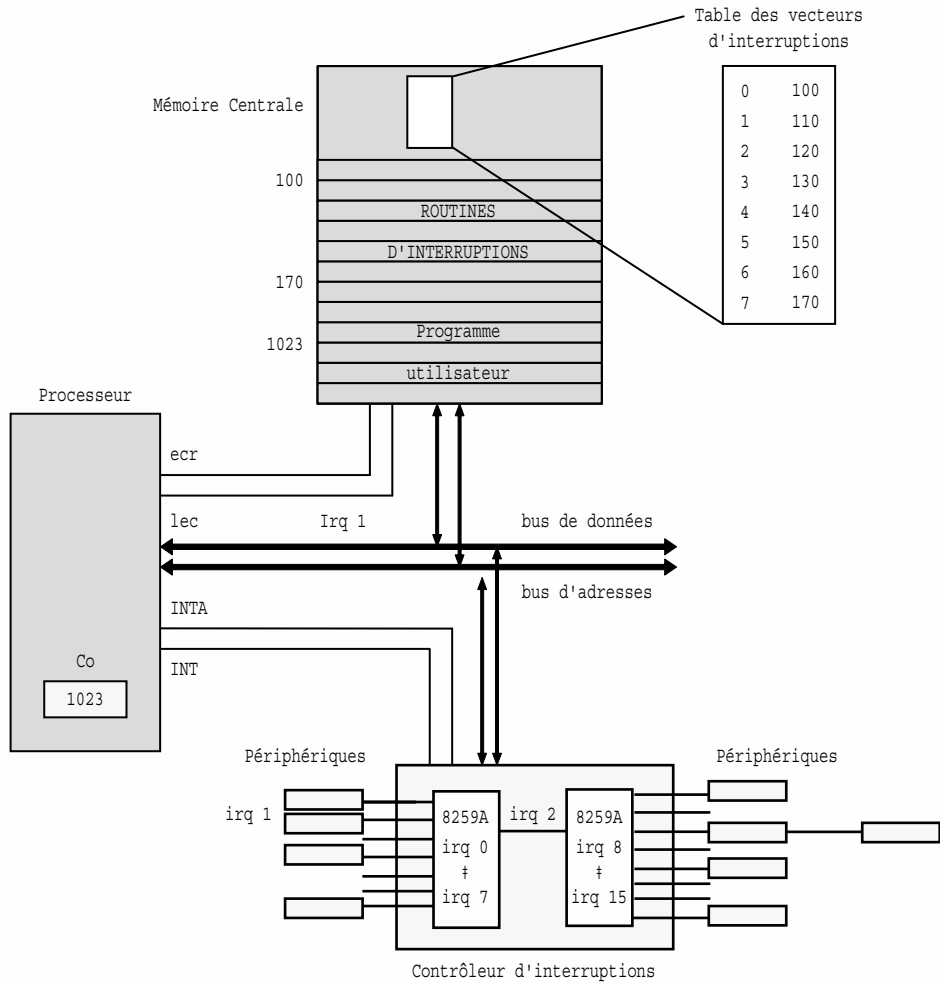 Table des vecteurs
d'interruptions
0 100
1 110
2 120
3 130
4 140
5 150
6 160
7 170
Mémoire Centrale
100
ROUTINES
D'INTERRUPTIONS
170
Programme
1023
utilisateur
Processeur
ecr
lec
Irq 1
bus de données
bus d'adresses
INTA
INT
Co
1023
Périphériques
Périphériques
irq 1
8259A
irq 0
‡
irq 7
irq 2
8259A
irq 8
‡
irq 15
Contrôleur d'interruptions